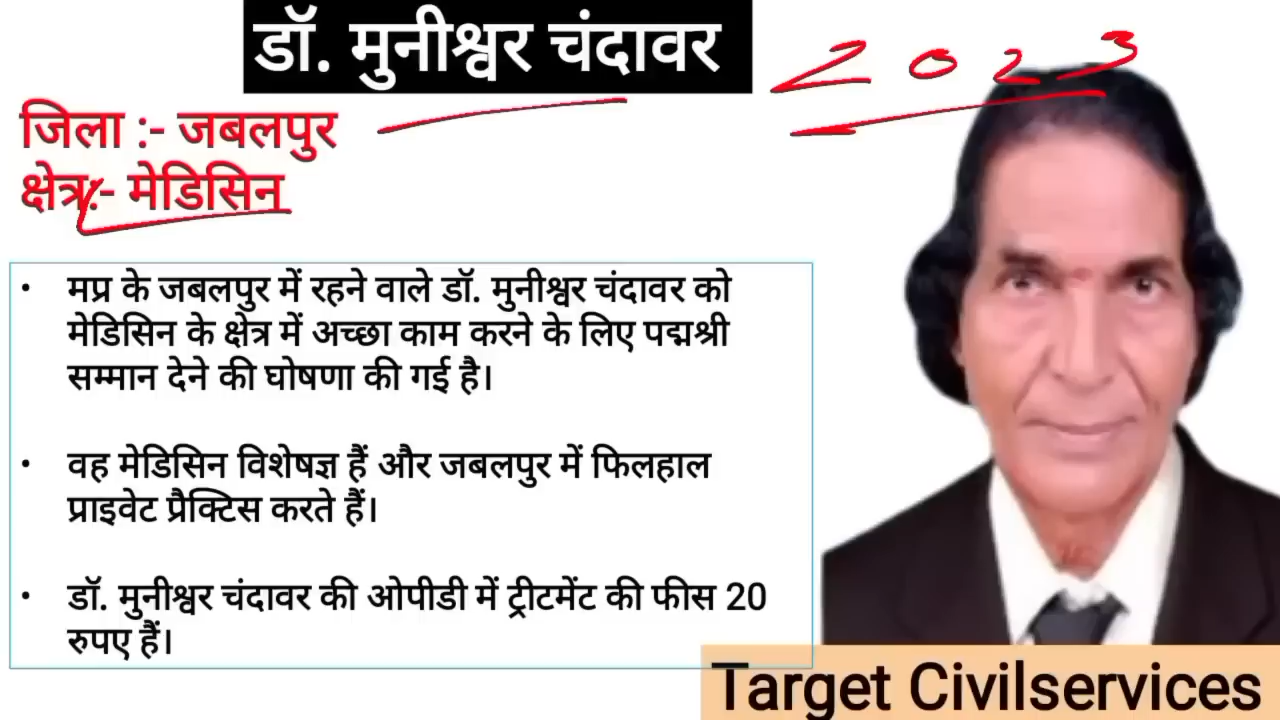 डॉ. मुनीश्वर चंदावर
2023
जिला :- जबलपुर
क्षेत्र:- मेडिसिन
• मप्र के जबलपुर में रहने वाले डॉ. मुनीश्वर चंदावर को
मेडिसिन के क्षेत्र में अच्छा काम करने के लिए पद्मश्री
सम्मान देने की घोषणा की गई है।
• वह मेडिसिन विशेषज्ञ हैं और जबलपुर में फिलहाल
प्राइवेट प्रैक्टिस करते हैं।
• डॉ. मुनीश्वर चंदावर की ओपीडी में ट्रीटमेंट की फीस 20
रुपए हैं।
Target Civilservices